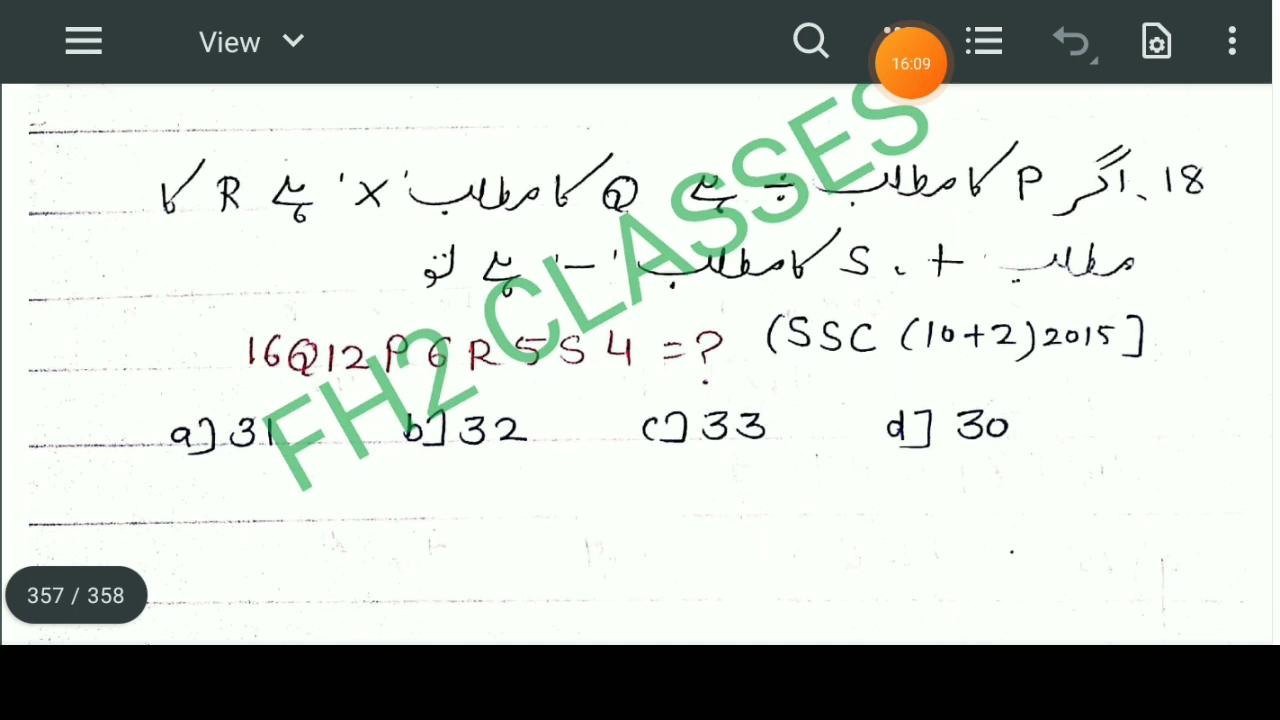 View
16:09
18. اگر P کا مطلب ÷ ہے Q کا مطلب 'X' ہے R کا
مطلب + ، S کا مطلب '-' ہے تو
16Q12P6R5S4 =? (SSC (10+2)2015]
a]31 b]32 c]33 d]30
FH2 CLASSES
357 / 358